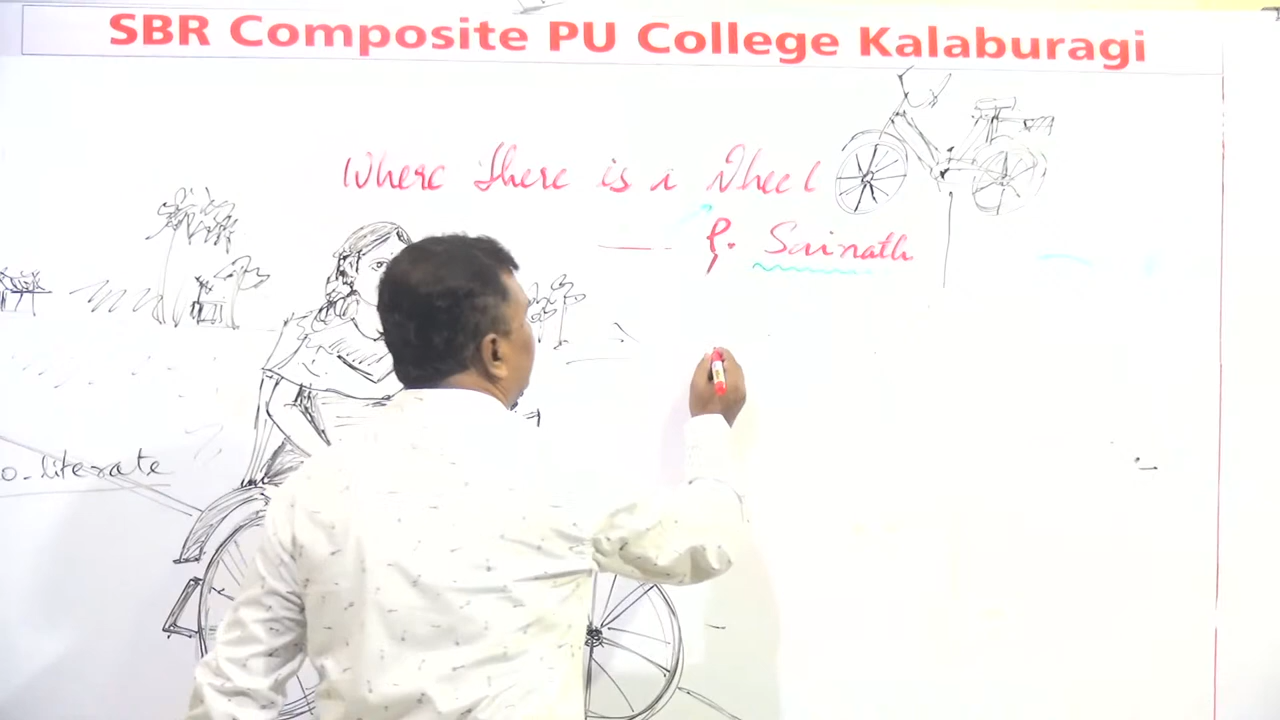 SBR Composite PU College Kalaburagi
Where there is a Wheel
P. Sainath
o-literate